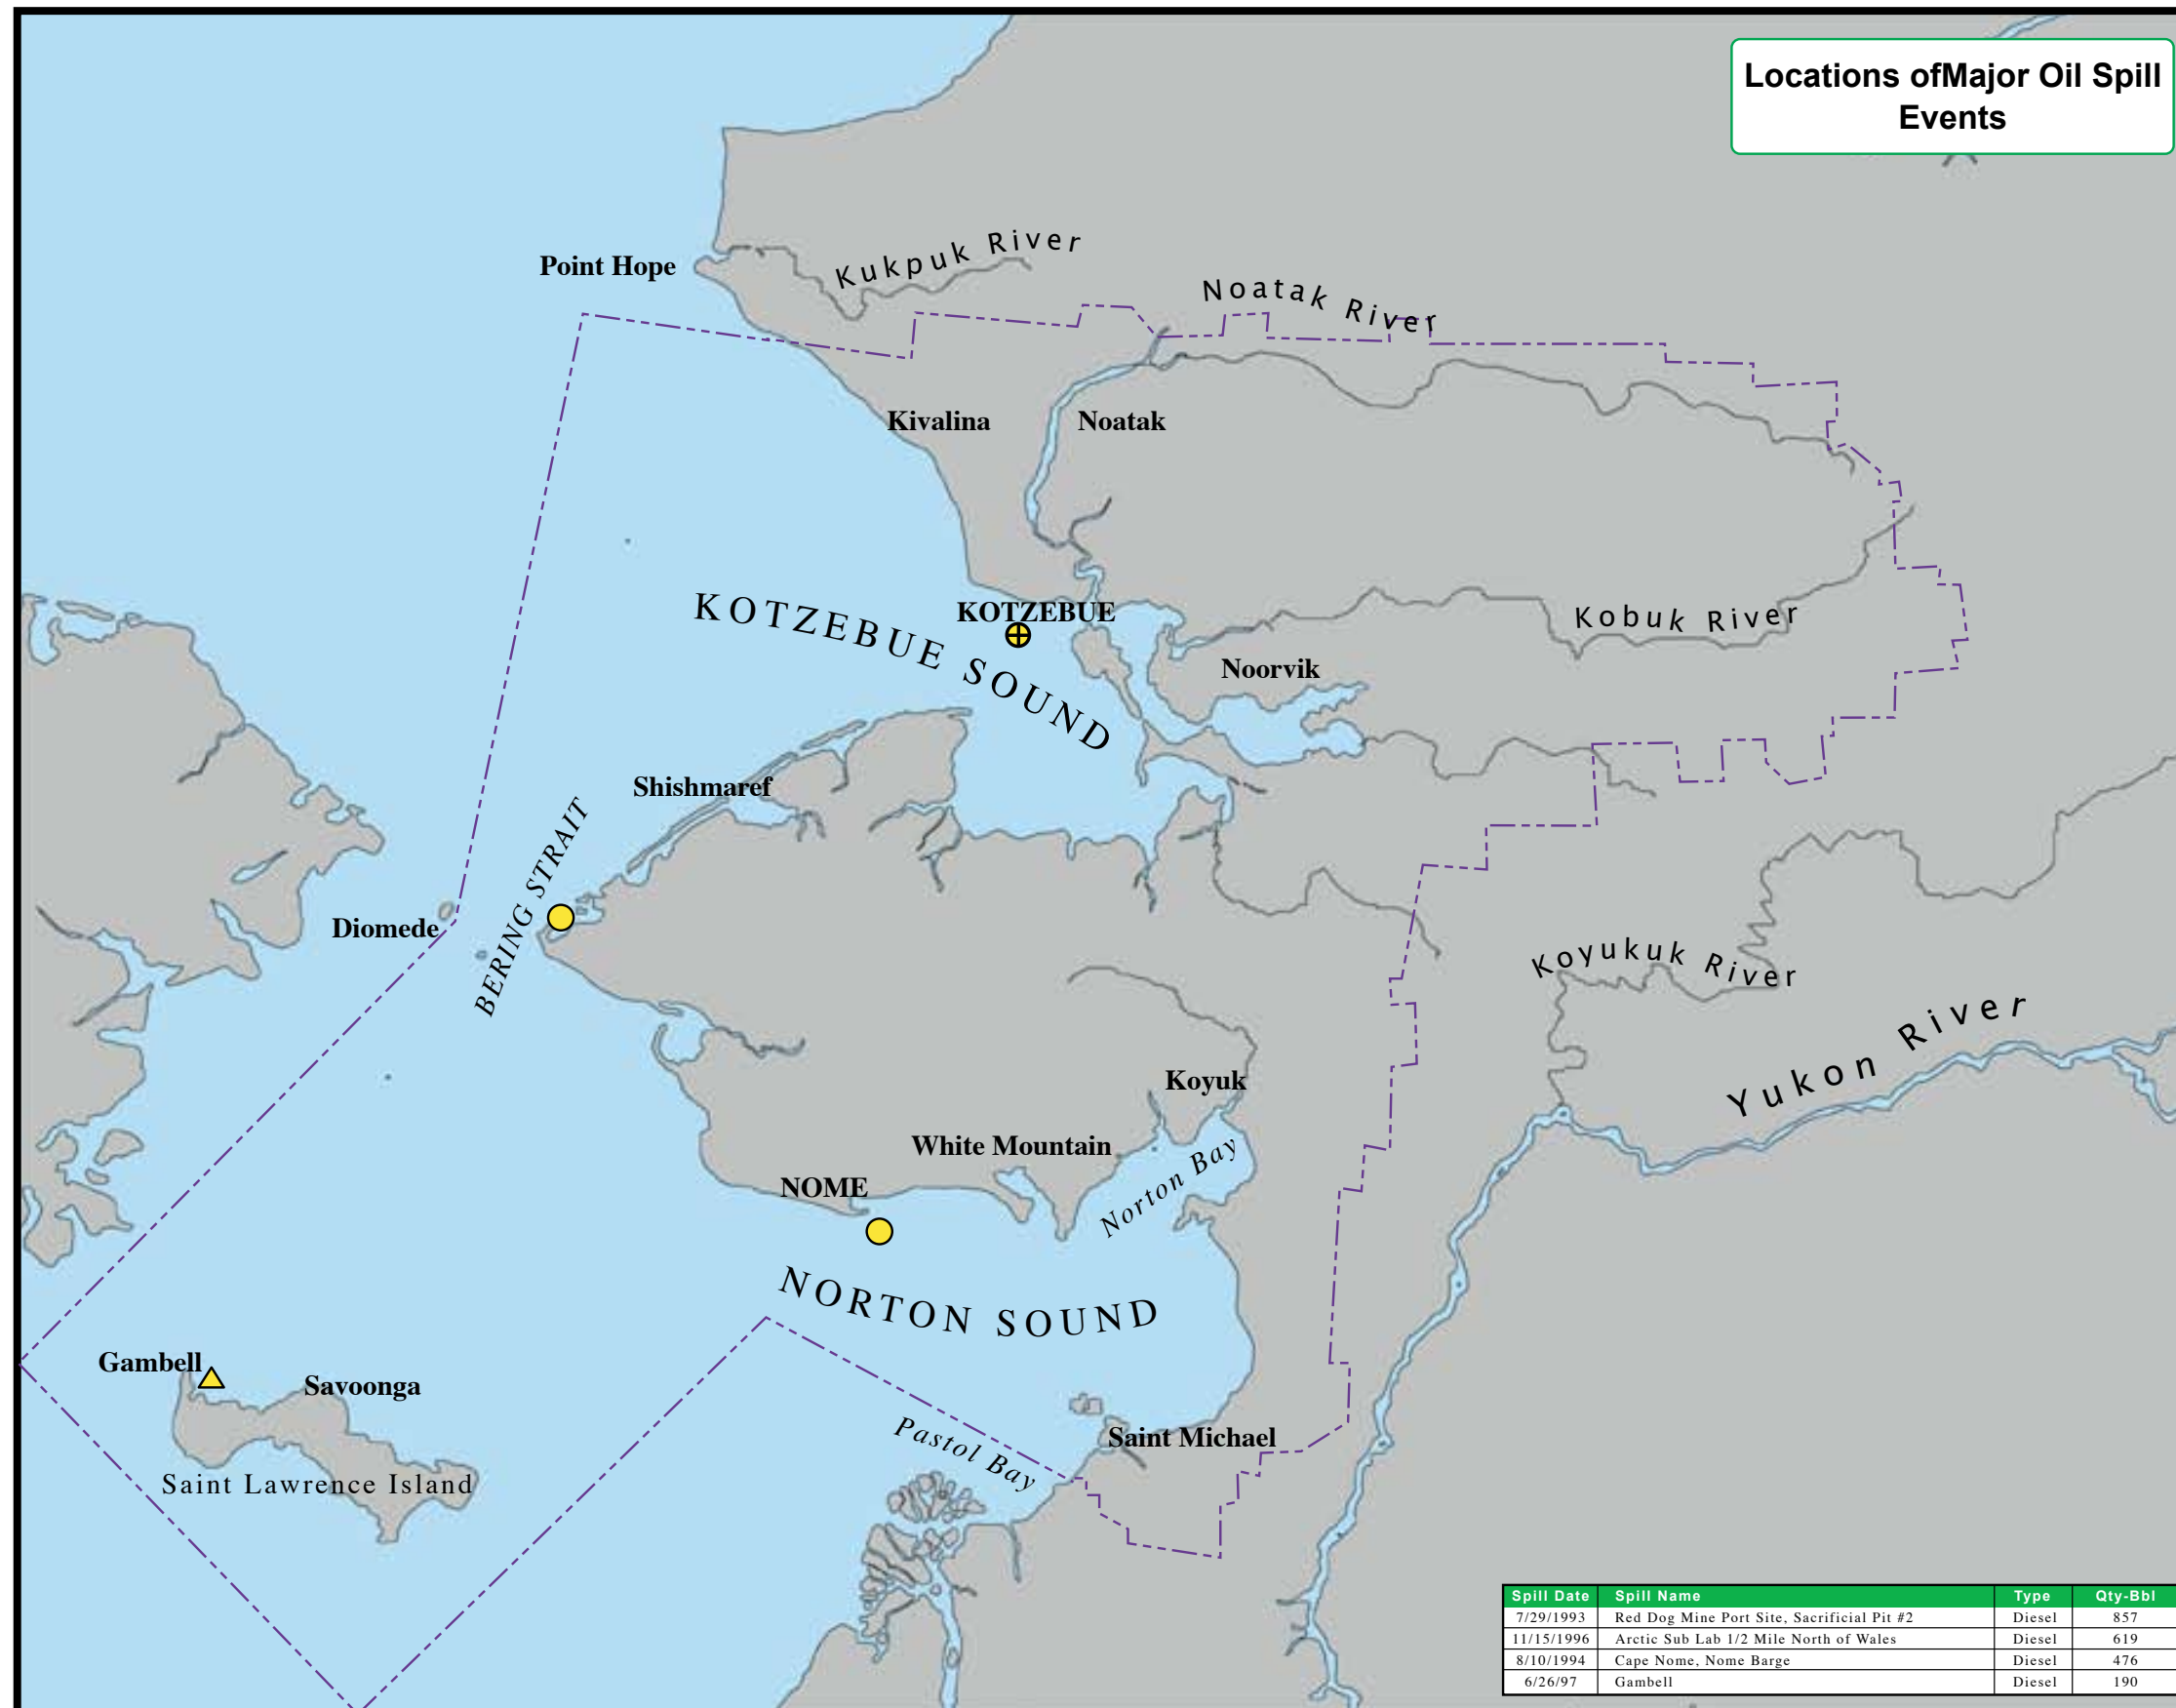 Locations ofMajor Oil Spill
Events
Kukpuk River
Point Hope
Noatak River
Kivalina
Noatak
KOTZEBUE
KOTZEBUE SOUND
Kobuk River
Noorvik
Shishmaref
BERING STRAIT
Diomede
Koyukuk River
Yukon River
Koyuk
White Mountain
Norton Bay
NOME
NORTON SOUND
Gambell
Savoonga
Pastol Bay
Saint Michael
Saint Lawrence Island
Spill Date Spill Name Type Qty-Bbl
7/29/1993 Red Dog Mine Port Site, Sacrificial Pit #2 Diesel 857
11/15/1996 Arctic Sub Lab 1/2 Mile North of Wales Diesel 619
8/10/1994 Cape Nome, Nome Barge Diesel 476
6/26/97 Gambell Diesel 190